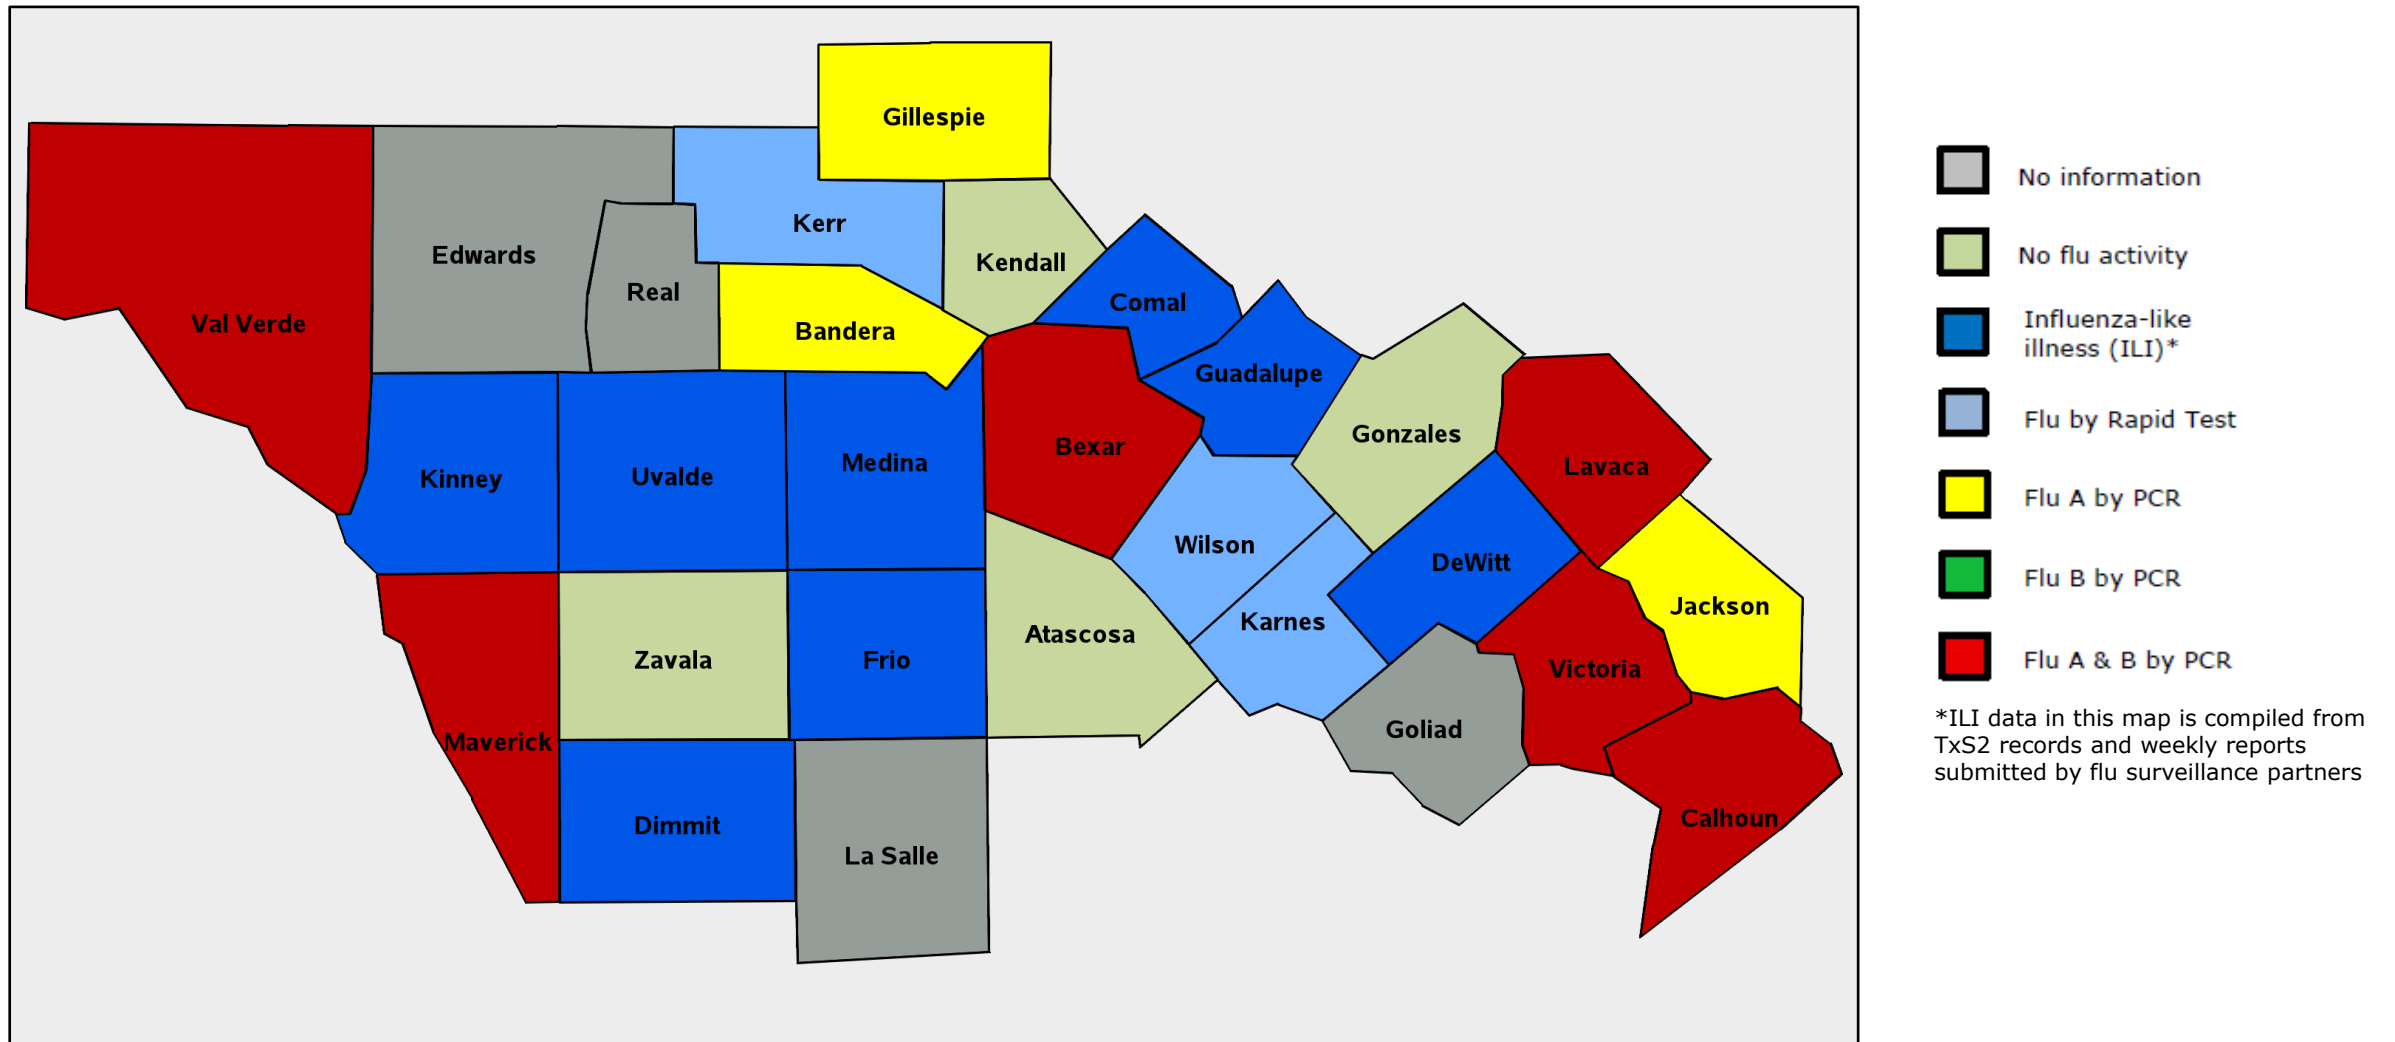 Gillespie
Kerr
Edwards
Kendall
Real
Comal
Val Verde
Bandera
Guadalupe
Gonzales
Bexar
Medina
Lavaca
Uvalde
Kinney
Wilson
DeWitt
Jackson
Karnes
Atascosa
Zavala
Frio
Victoria
Goliad
Maverick
Calhoun
Dimmit
La Salle
No information
No flu activity
Influenza-like
illness (ILI)*
Flu by Rapid Test
Flu A by PCR
Flu B by PCR
Flu A & B by PCR
*ILI data in this map is compiled from
TxS2 records and weekly reports
submitted by flu surveillance partners